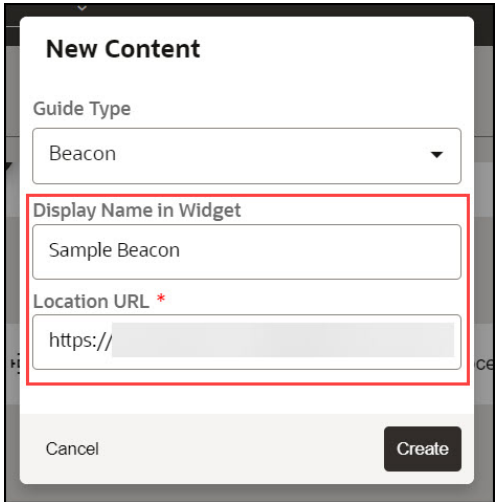 New Content
Guide Type
Beacon
Display Name in Widget
Sample Beacon
Location URL *
https://
Cancel
Create